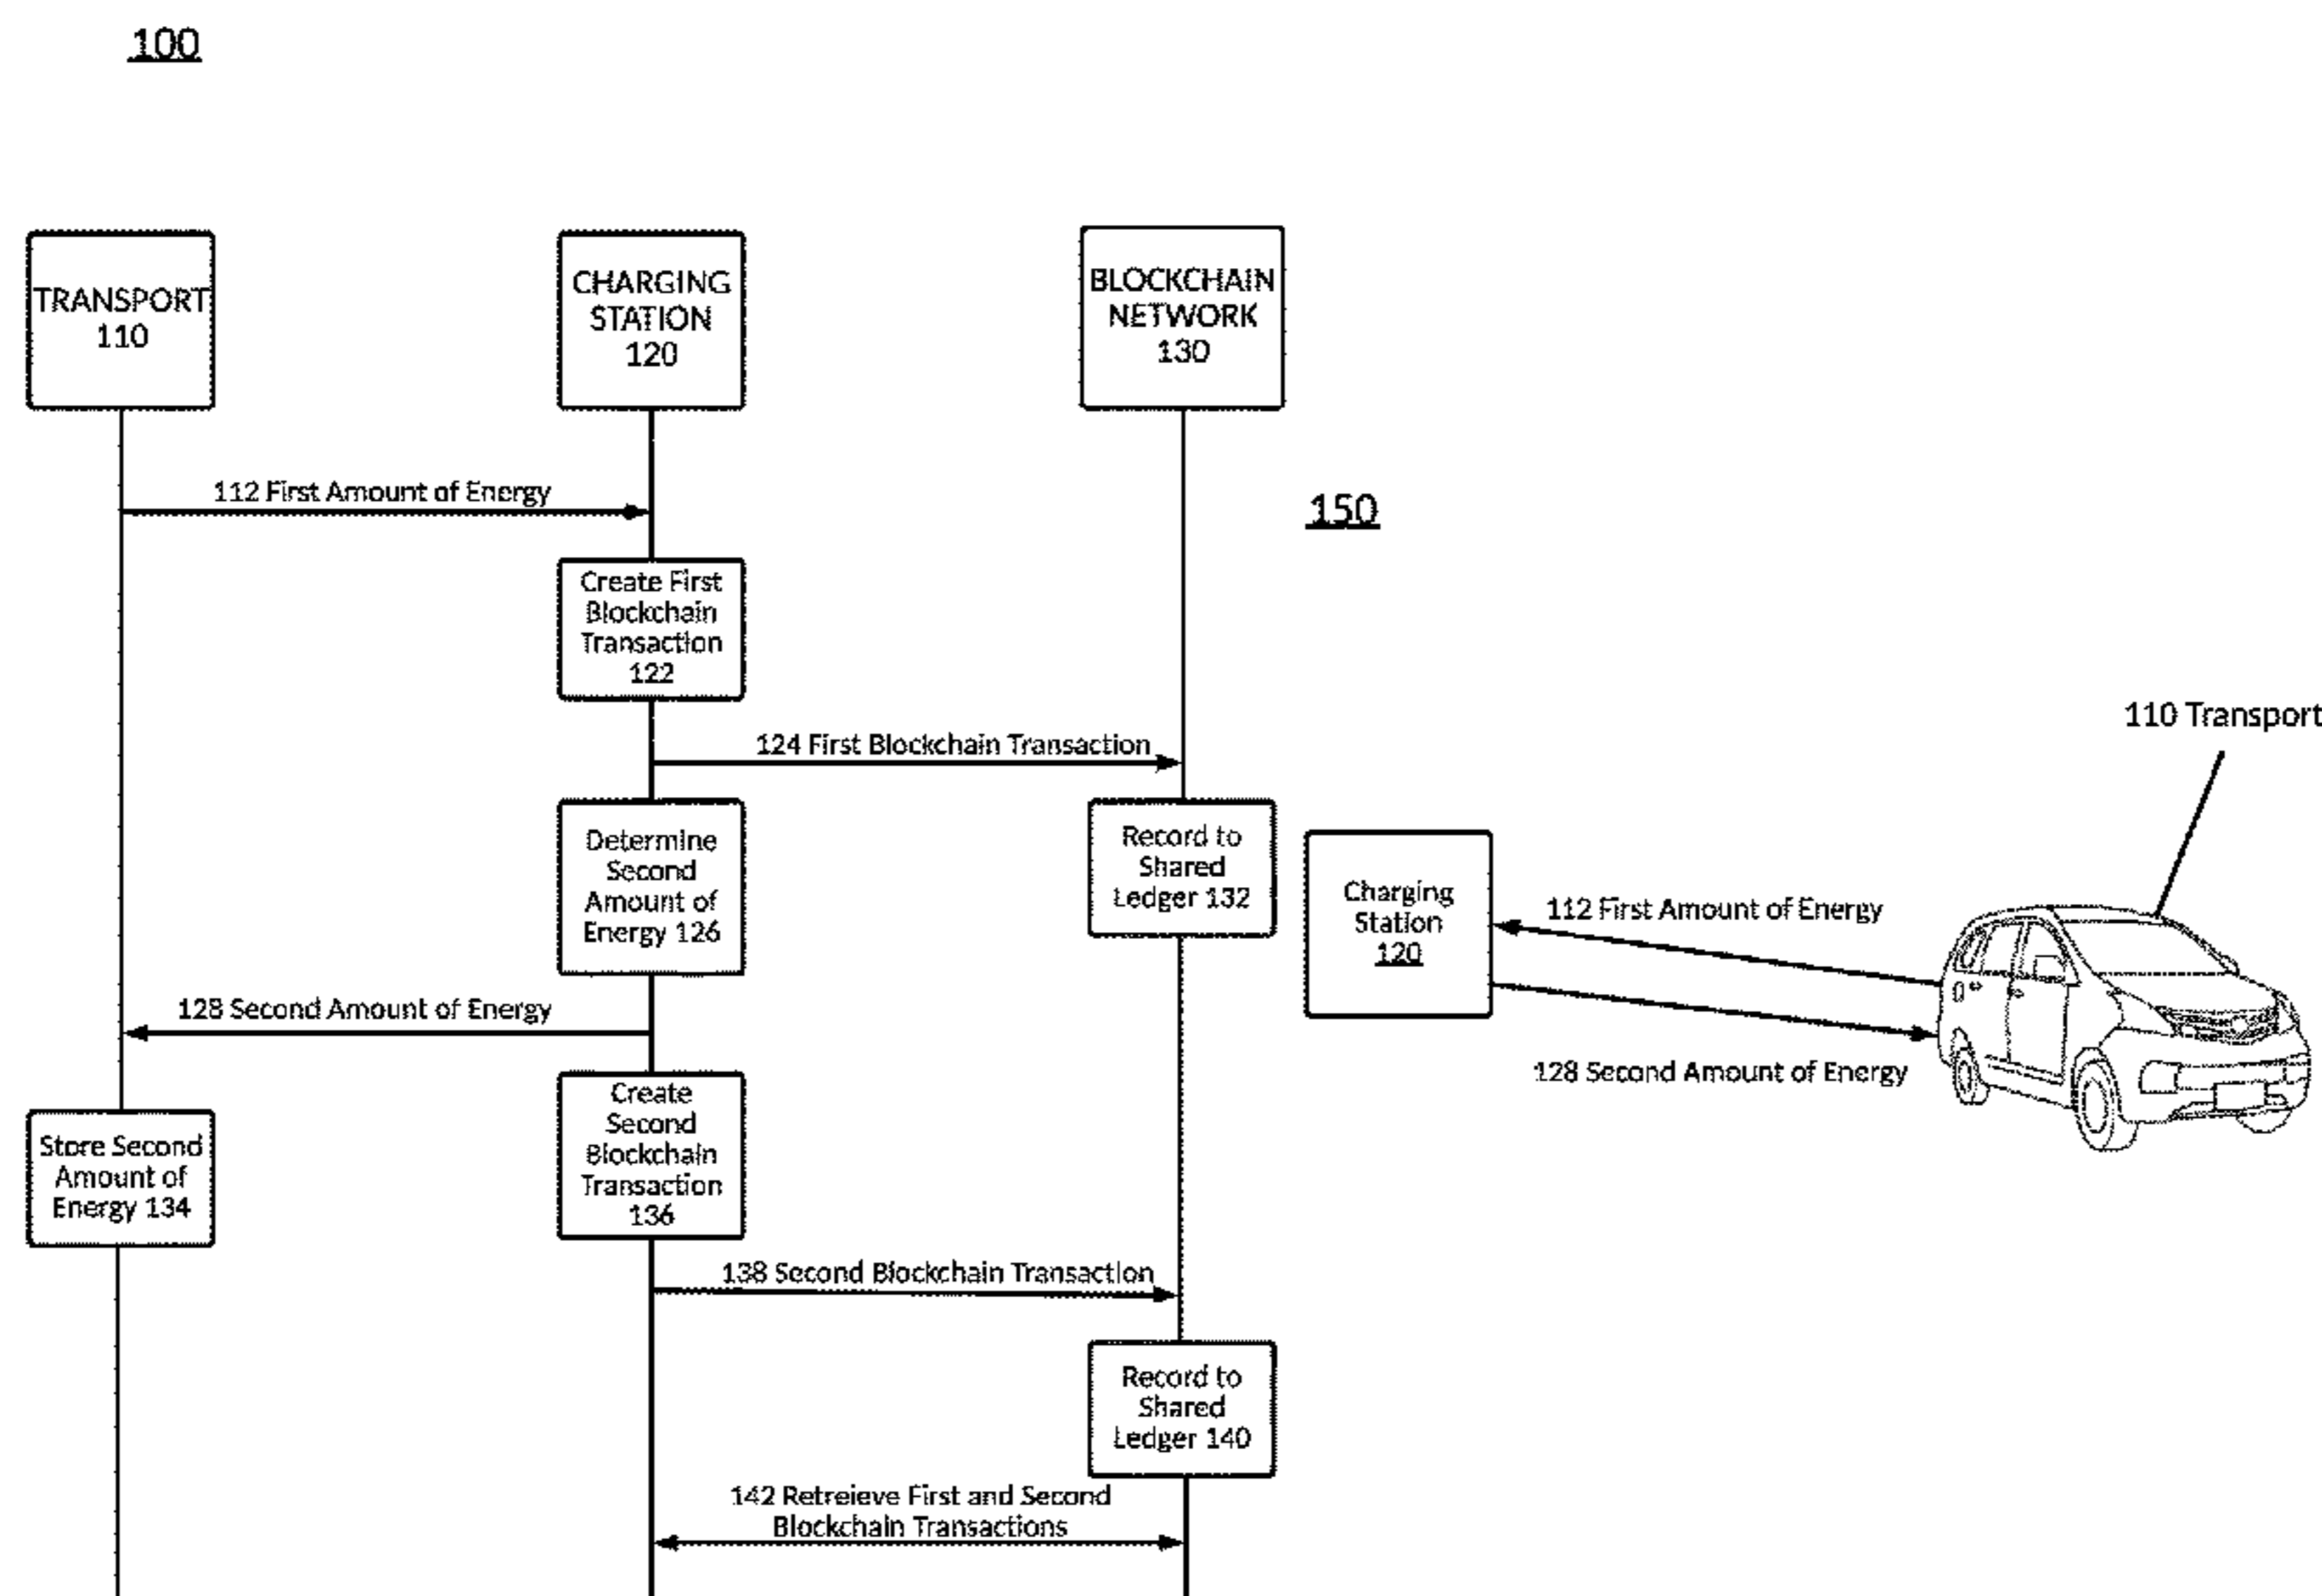 100
TRANSPORT
110
CHARGING
STATION
120
BLOCKCHAIN
NETWORK
130
112 First Amount of Energy
150
Create First
Blockchain
Transaction
122
110 Transport
124 First Blockchain Transaction
Determine
Second
Amount of
Energy 126
Record to
Shared
Ledger 132
Charging
Station
120
112 First Amount of Energy
128 Second Amount of Energy
128 Second Amount of Energy
Create
Second
Blockchain
Transaction
136
Store Second
Amount of
Energy 134
138 Second Blockchain Transaction
Record to
Shared
Ledger 140
142 Retreieve First and Second
Blockchain Transactions